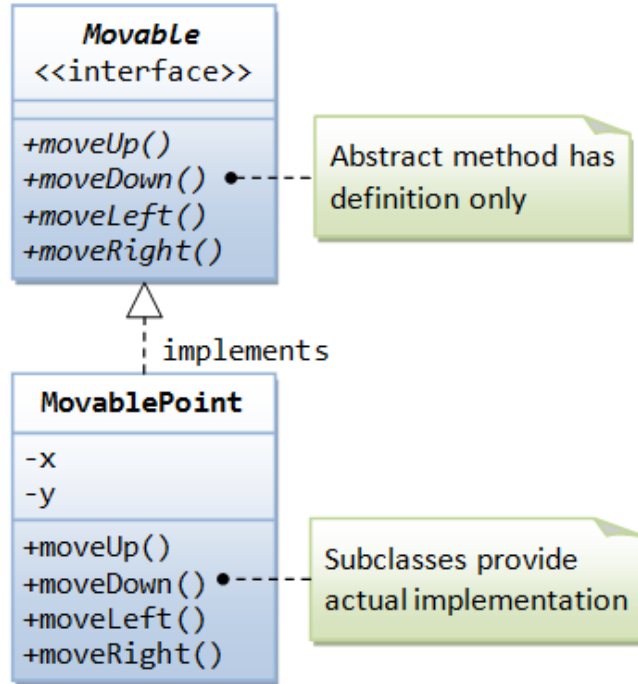 Movable
<<interface>>
+moveUp()
+moveDown()
+moveLeft()
+moveRight()
Abstract method has
definition only
implements
MovablePoint
-x
-y
+moveUp()
+moveDown()
+moveLeft()
+moveRight()
Subclasses provide
actual implementation